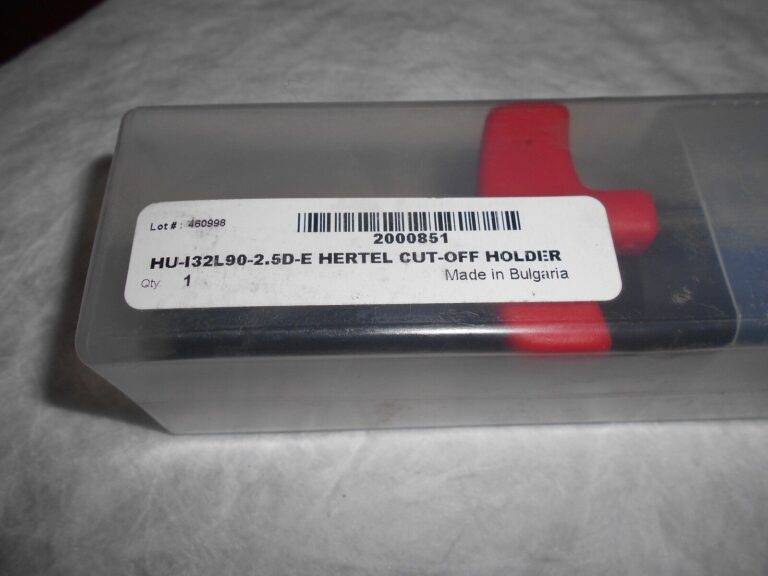 Lot # : 460998
2000851
HU-I32L90-2.5D-E HERTEL CUT-OFF HOLDER
Made in Bulgaria
Qty 1